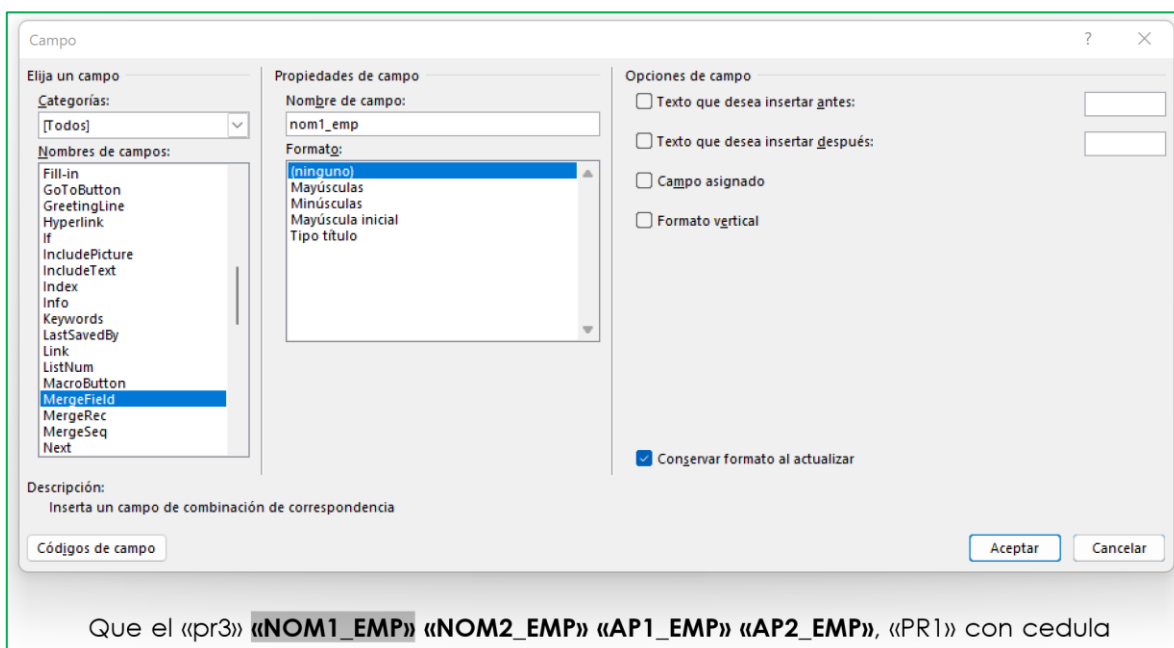 Campo
Elija un campo
Categorías:
[Todos]
Nombres de campos:
Fill-in
GoToButton
GreetingLine
Hyperlink
If
IncludePicture
IncludeText
Index
Info
Keywords
LastSavedBy
Link
ListNum
MacroButton
MergeField
MergeRec
MergeSeq
Next
Propiedades de campo
Nombre de campo:
nom1_emp
Formato:
(ninguno)
Mayúsculas
Minúsculas
Mayúscula inicial
Tipo título
Opciones de campo
Texto que desea insertar antes:
Texto que desea insertar después:
Campo asignado
Formato vertical
Conservar formato al actualizar
Descripción:
Inserta un campo de combinación de correspondencia
Códigos de campo
Aceptar
Cancelar
Que el «pr3» «NOM1_EMP» «NOM2_EMP» «AP1_EMP» «AP2_EMP», «PR1» con cedula